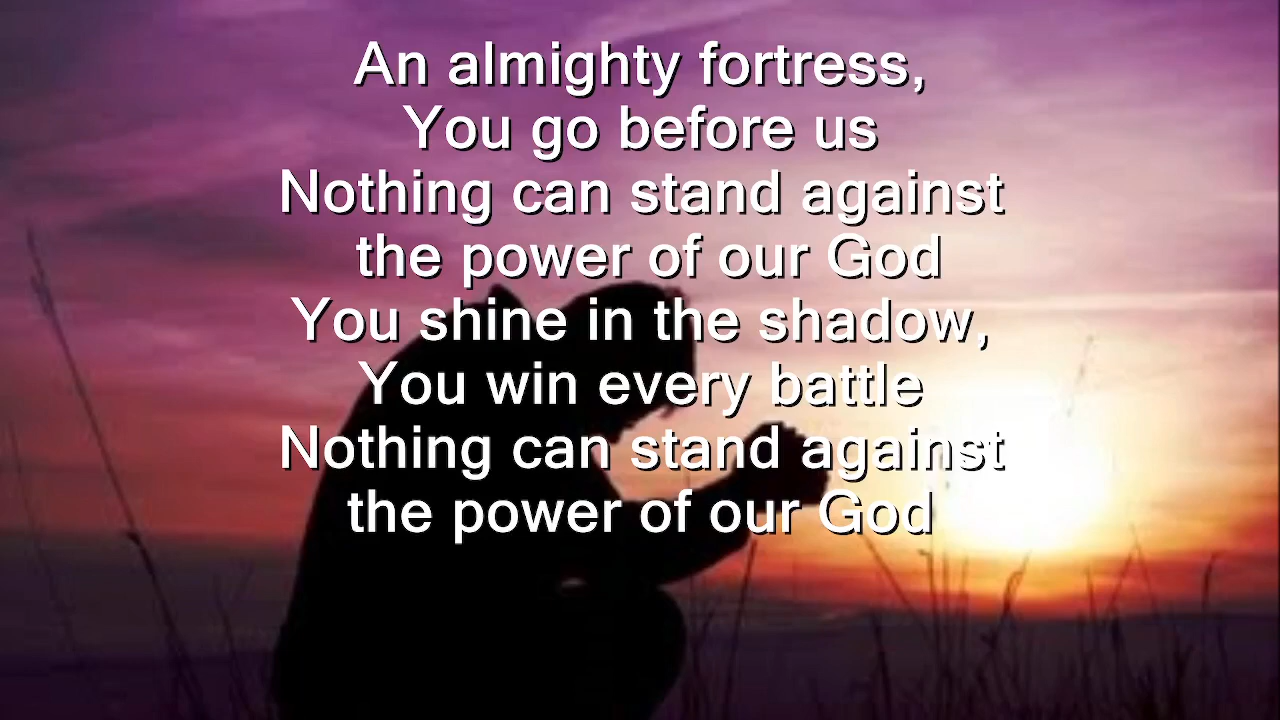 An almighty fortress,
You go before us
Nothing can stand against
the power of our God
You shine in the shadow,
You win every battle
Nothing can stand against
the power of our God